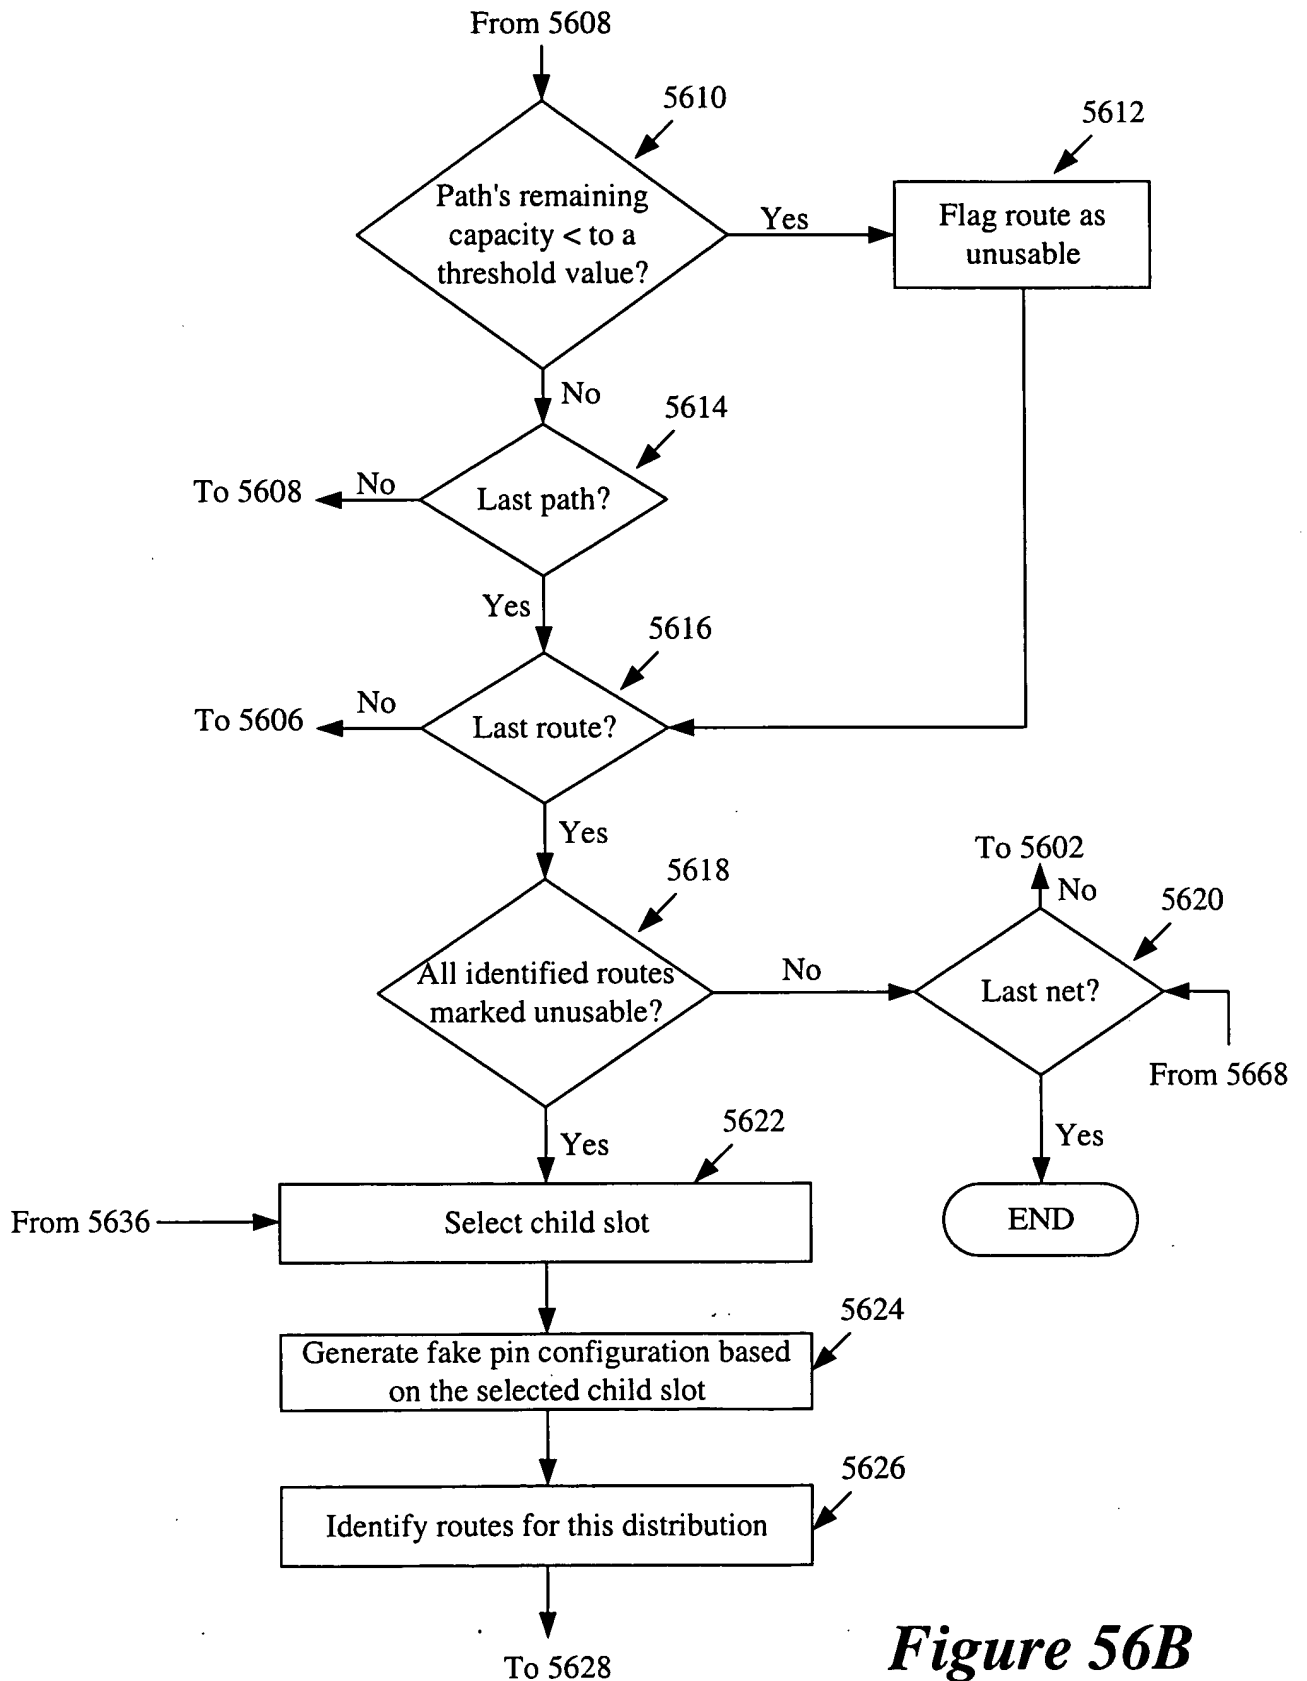 From 5608
5610
5612
Path's remaining
capacity < to a
threshold value?
Yes
Flag route as
unusable
No
5614
To 5608
No
Last path?
Yes
5616
To 5606
No
Last route?
Yes
To 5602
No
5618
5620
All identified routes
marked unusable?
No
Last net?
From 5668
Yes
5622
Yes
From 5636
Select child slot
END
5624
Generate fake pin configuration based
on the selected child slot
5626
Identify routes for this distribution
To 5628
Figure 56B